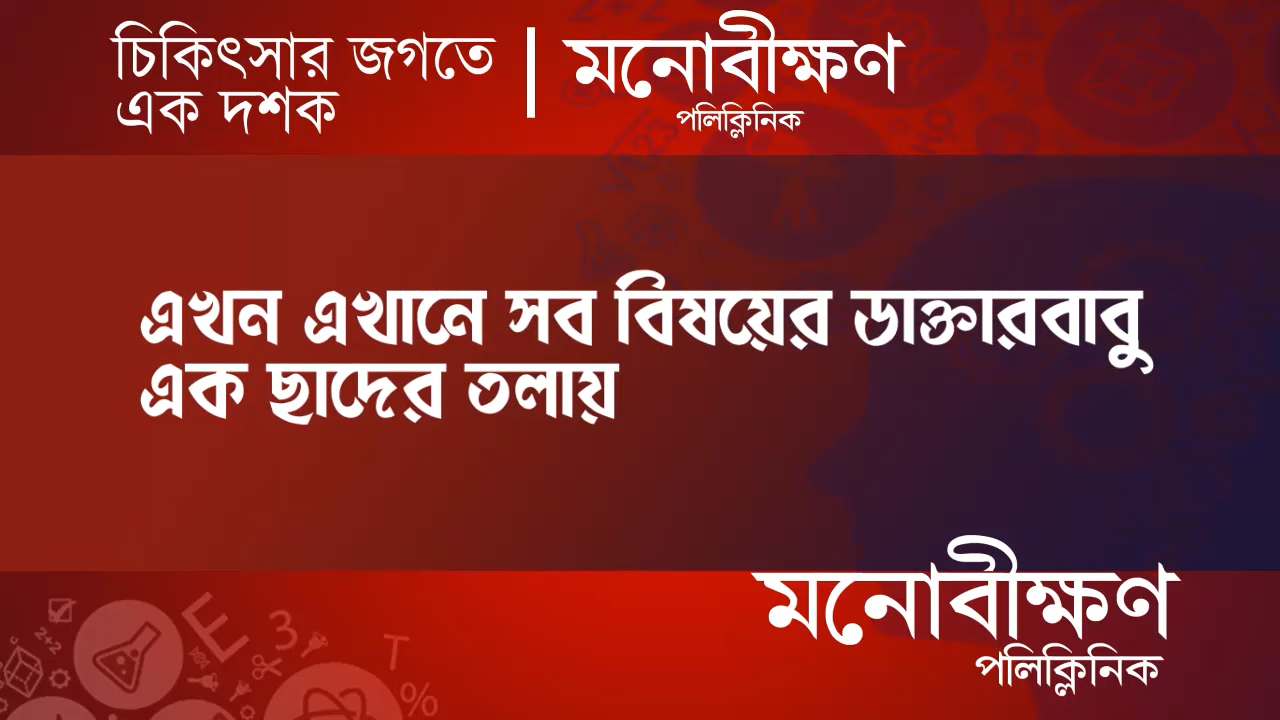 চিকিৎসার জগতে
এক দশক
মনোবীক্ষণ
পলিক্লিনিক
এখন এখানে সব বিষয়ের ডাক্তারবাবু
এক ছাদের তলায়
মনোবীক্ষণ
পলিক্লিনিক